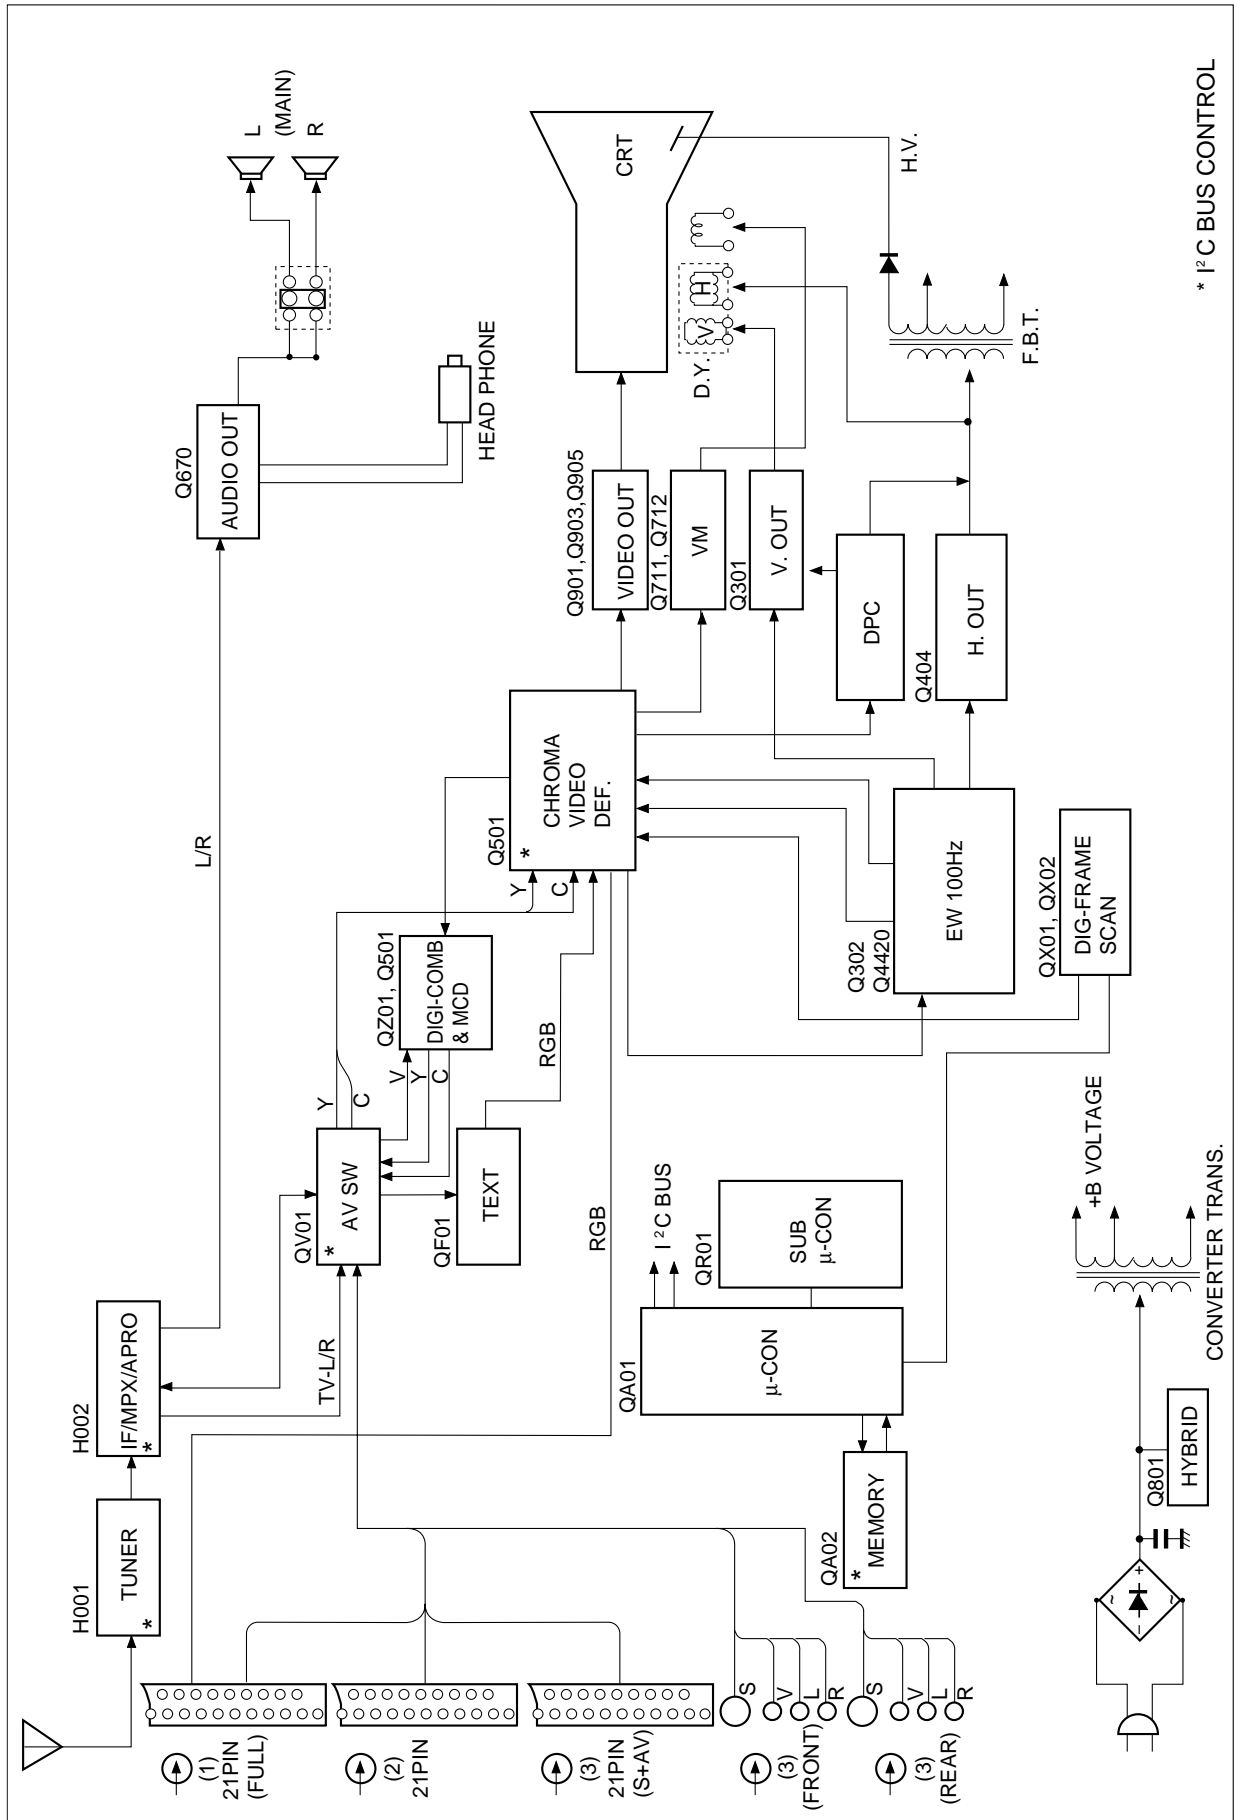 H001
TUNER
*
H002
IF/MPX/APRO
*
L/R
Q670
AUDIO OUT
HEAD PHONE
L
(MAIN)
R
TV-L/R
QV01
AV SW
*
Y
C
V
Y
C
QZ01, Q501
DIGI-COMB
& MCD
QF01
TEXT
RGB
RGB
Y
C
Q501
CHROMA
VIDEO
DEF.
*
Q901,Q903,Q905
VIDEO OUT
Q711, Q712
VM
Q301
V. OUT
DPC
Q404
H. OUT
CRT
D.Y.
V
H
H.V.
F.B.T.
Q302
Q4420
EW 100Hz
QX01, QX02
DIG-FRAME
SCAN
I²C BUS
QR01
SUB
µ-CON
QA01
µ-CON
QA02
MEMORY
*
(1)
21PIN
(FULL)
(2)
21PIN
(3)
21PIN
(S+AV)
S
V
L
R
(3)
(FRONT)
S
V
L
R
(3)
(REAR)
~
+
−
~
Q801
HYBRID
+B VOLTAGE
CONVERTER TRANS.
* I²C BUS CONTROL